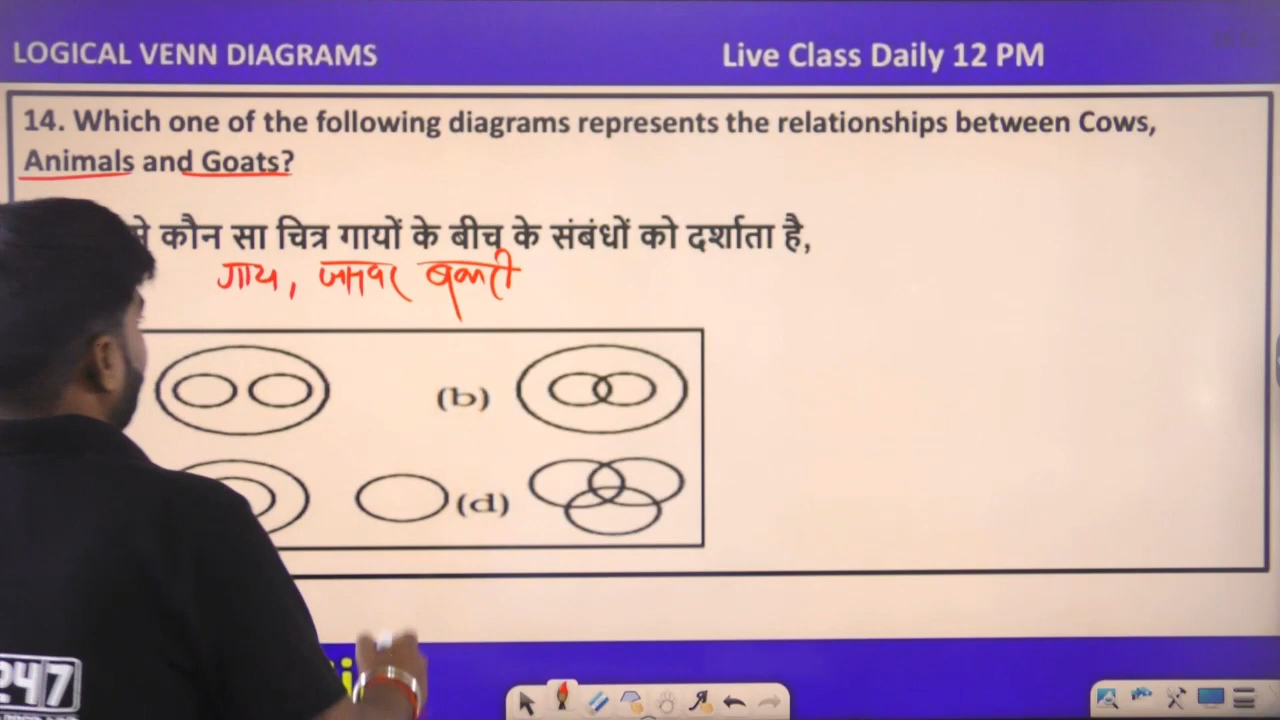 LOGICAL VENN DIAGRAMS Live Class Daily 12 PM
14. Which one of the following diagrams represents the relationships between Cows,
Animals and Goats?
कौन सा चित्र गायों के बीच के संबंधों को दर्शाता है,
गाय, जानवर बकरी
(b)
(d)
247